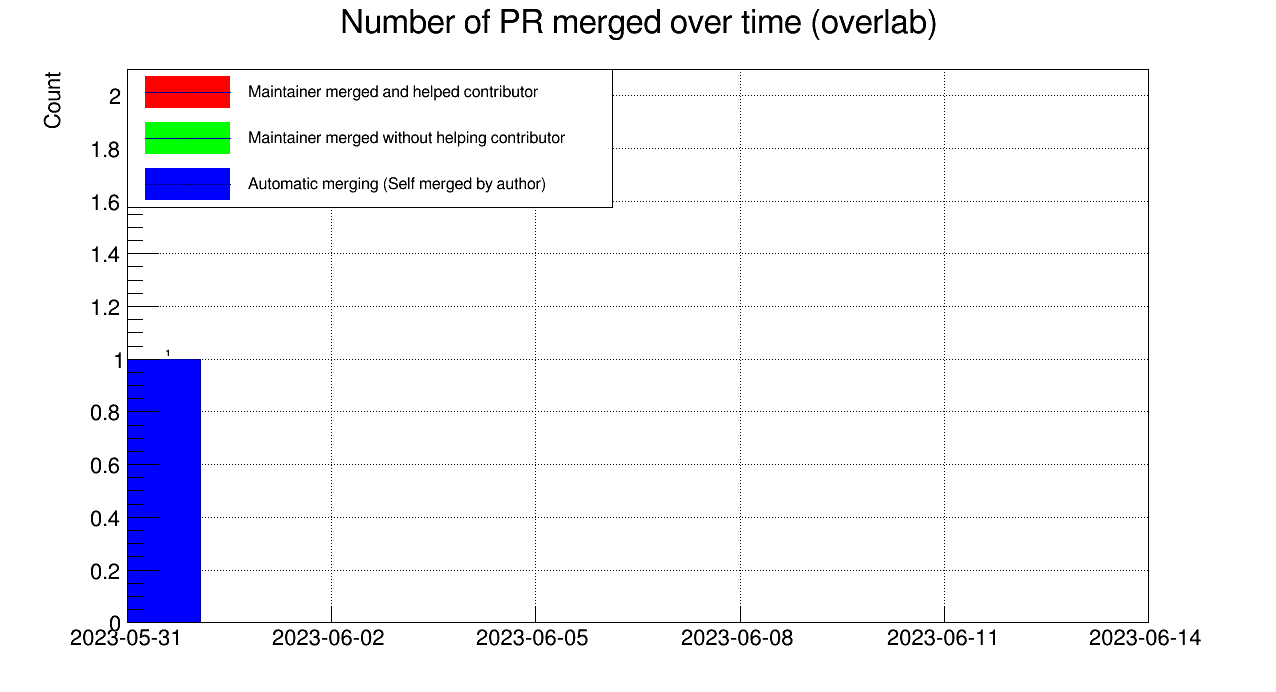 Number of PR merged over time (overlab)
Count
Maintainer merged and helped contributor
Maintainer merged without helping contributor
Automatic merging (Self merged by author)
2
1.8
1.6
1.4
1.2
1
1
0.8
0.6
0.4
0.2
0
2023-05-31 2023-06-02 2023-06-05 2023-06-08 2023-06-11 2023-06-14